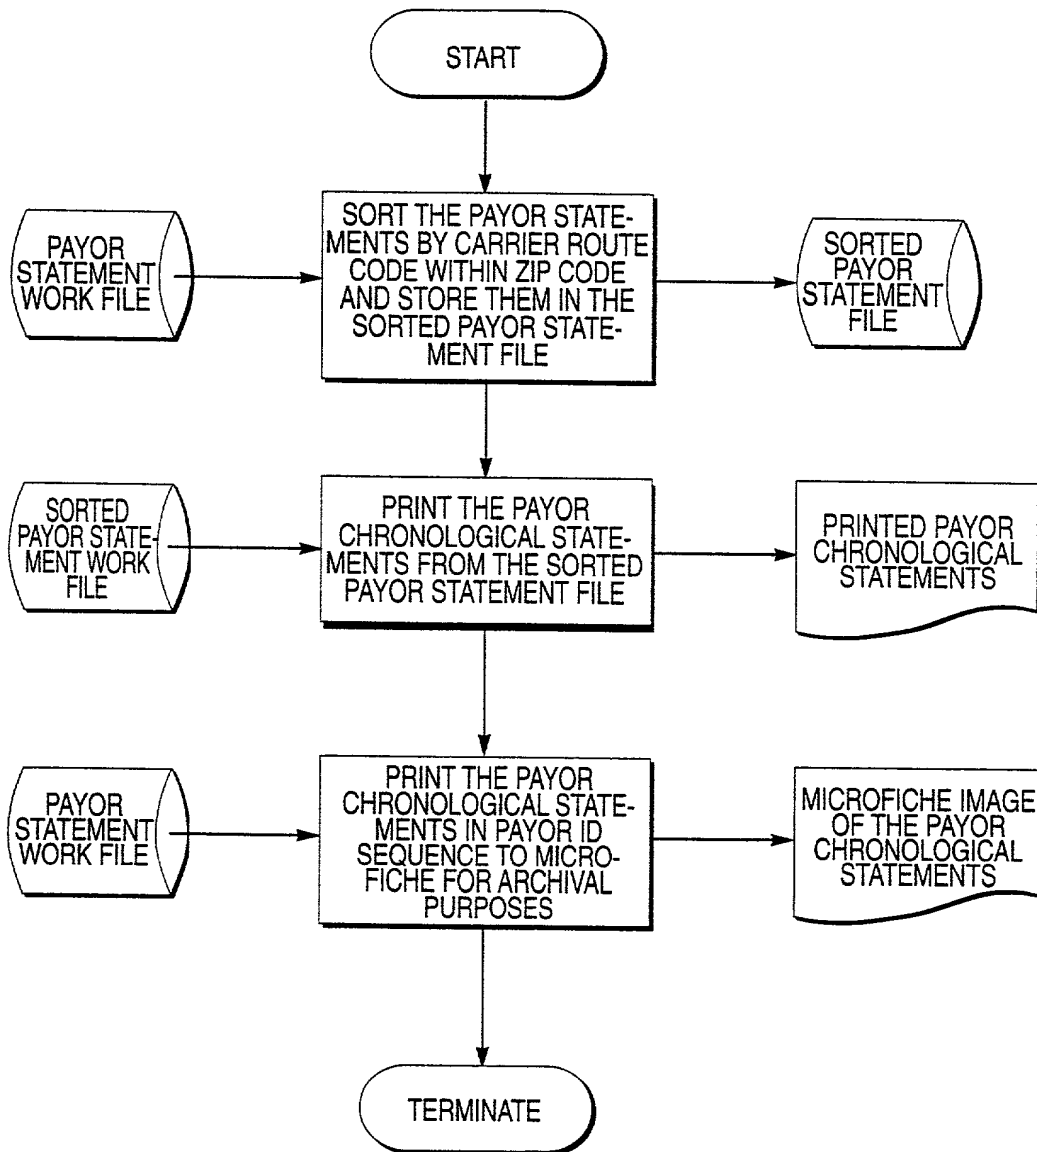 START
PAYOR
STATEMENT
WORK FILE
SORT THE PAYOR STATE-
MENTS BY CARRIER ROUTE
CODE WITHIN ZIP CODE
AND STORE THEM IN THE
SORTED PAYOR STATE-
MENT FILE
SORTED
PAYOR
STATEMENT
FILE
SORTED
PAYOR STATE-
MENT WORK
FILE
PRINT THE PAYOR
CHRONOLOGICAL STATE-
MENTS FROM THE SORTED
PAYOR STATEMENT FILE
PRINTED PAYOR
CHRONOLOGICAL
STATEMENTS
PAYOR
STATEMENT
WORK FILE
PRINT THE PAYOR
CHRONOLOGICAL STATE-
MENTS IN PAYOR ID
SEQUENCE TO MICRO-
FICHE FOR ARCHIVAL
PURPOSES
MICROFICHE IMAGE
OF THE PAYOR
CHRONOLOGICAL
STATEMENTS
TERMINATE